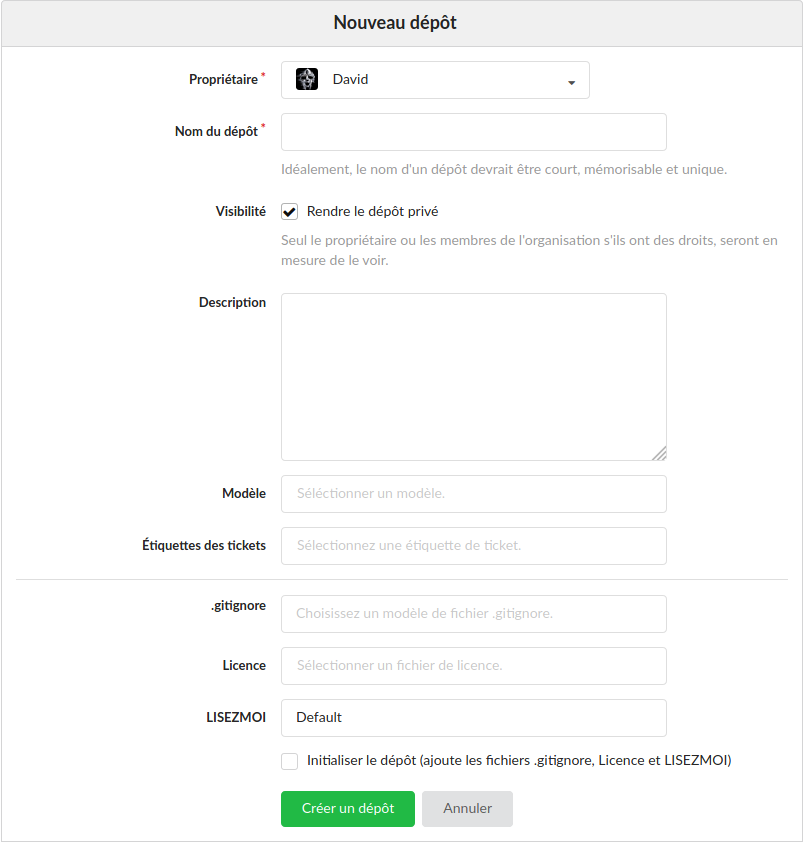 Nouveau dépôt
Propriétaire *
David
Nom du dépôt *
Idéalement, le nom d'un dépôt devrait être court, mémorisable et unique.
Visibilité
Rendre le dépôt privé
Seul le propriétaire ou les membres de l'organisation s'ils ont des droits, seront en
mesure de le voir.
Description
Modèle
Séléctionner un modèle.
Étiquettes des tickets
Sélectionnez une étiquette de ticket.
.gitignore
Choisissez un modèle de fichier .gitignore.
Licence
Sélectionner un fichier de licence.
LISEZMOI
Default
Initialiser le dépôt (ajoute les fichiers .gitignore, Licence et LISEZMOI)
Créer un dépôt
Annuler